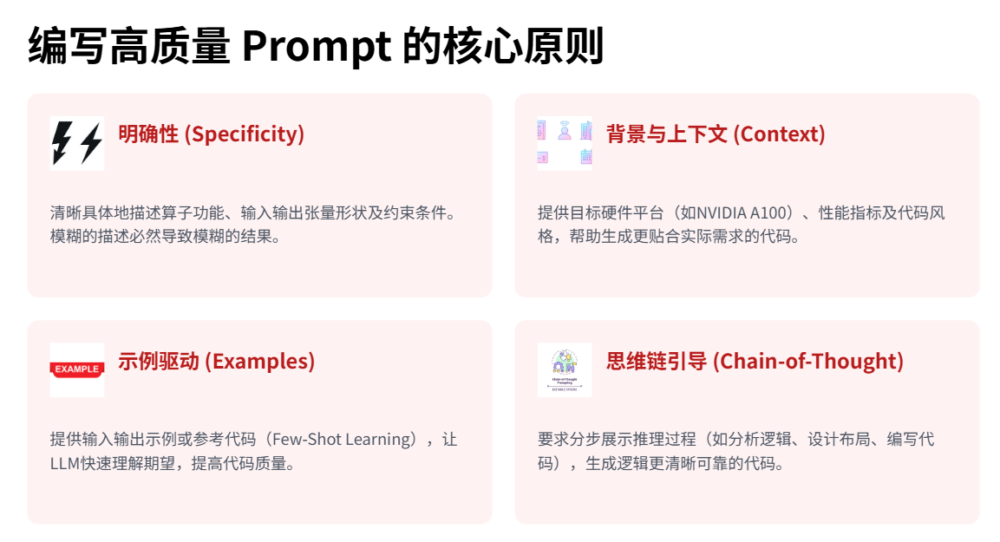 编写高质量 Prompt 的核心原则
明确性 (Specificity)
清晰具体地描述算子功能、输入输出张量形状及约束条件。
模糊的描述必然导致模糊的结果。
背景与上下文 (Context)
提供目标硬件平台（如NVIDIA A100）、性能指标及代码风
格，帮助生成更贴合实际需求的代码。
EXAMPLE
示例驱动 (Examples)
提供输入输出示例或参考代码（Few-Shot Learning），让
LLM快速理解期望，提高代码质量。
Chain-of-Thought
Prompting
EDITABLE STROKE
思维链引导 (Chain-of-Thought)
要求分步展示推理过程（如分析逻辑、设计布局、编写代
码），生成逻辑更清晰可靠的代码。